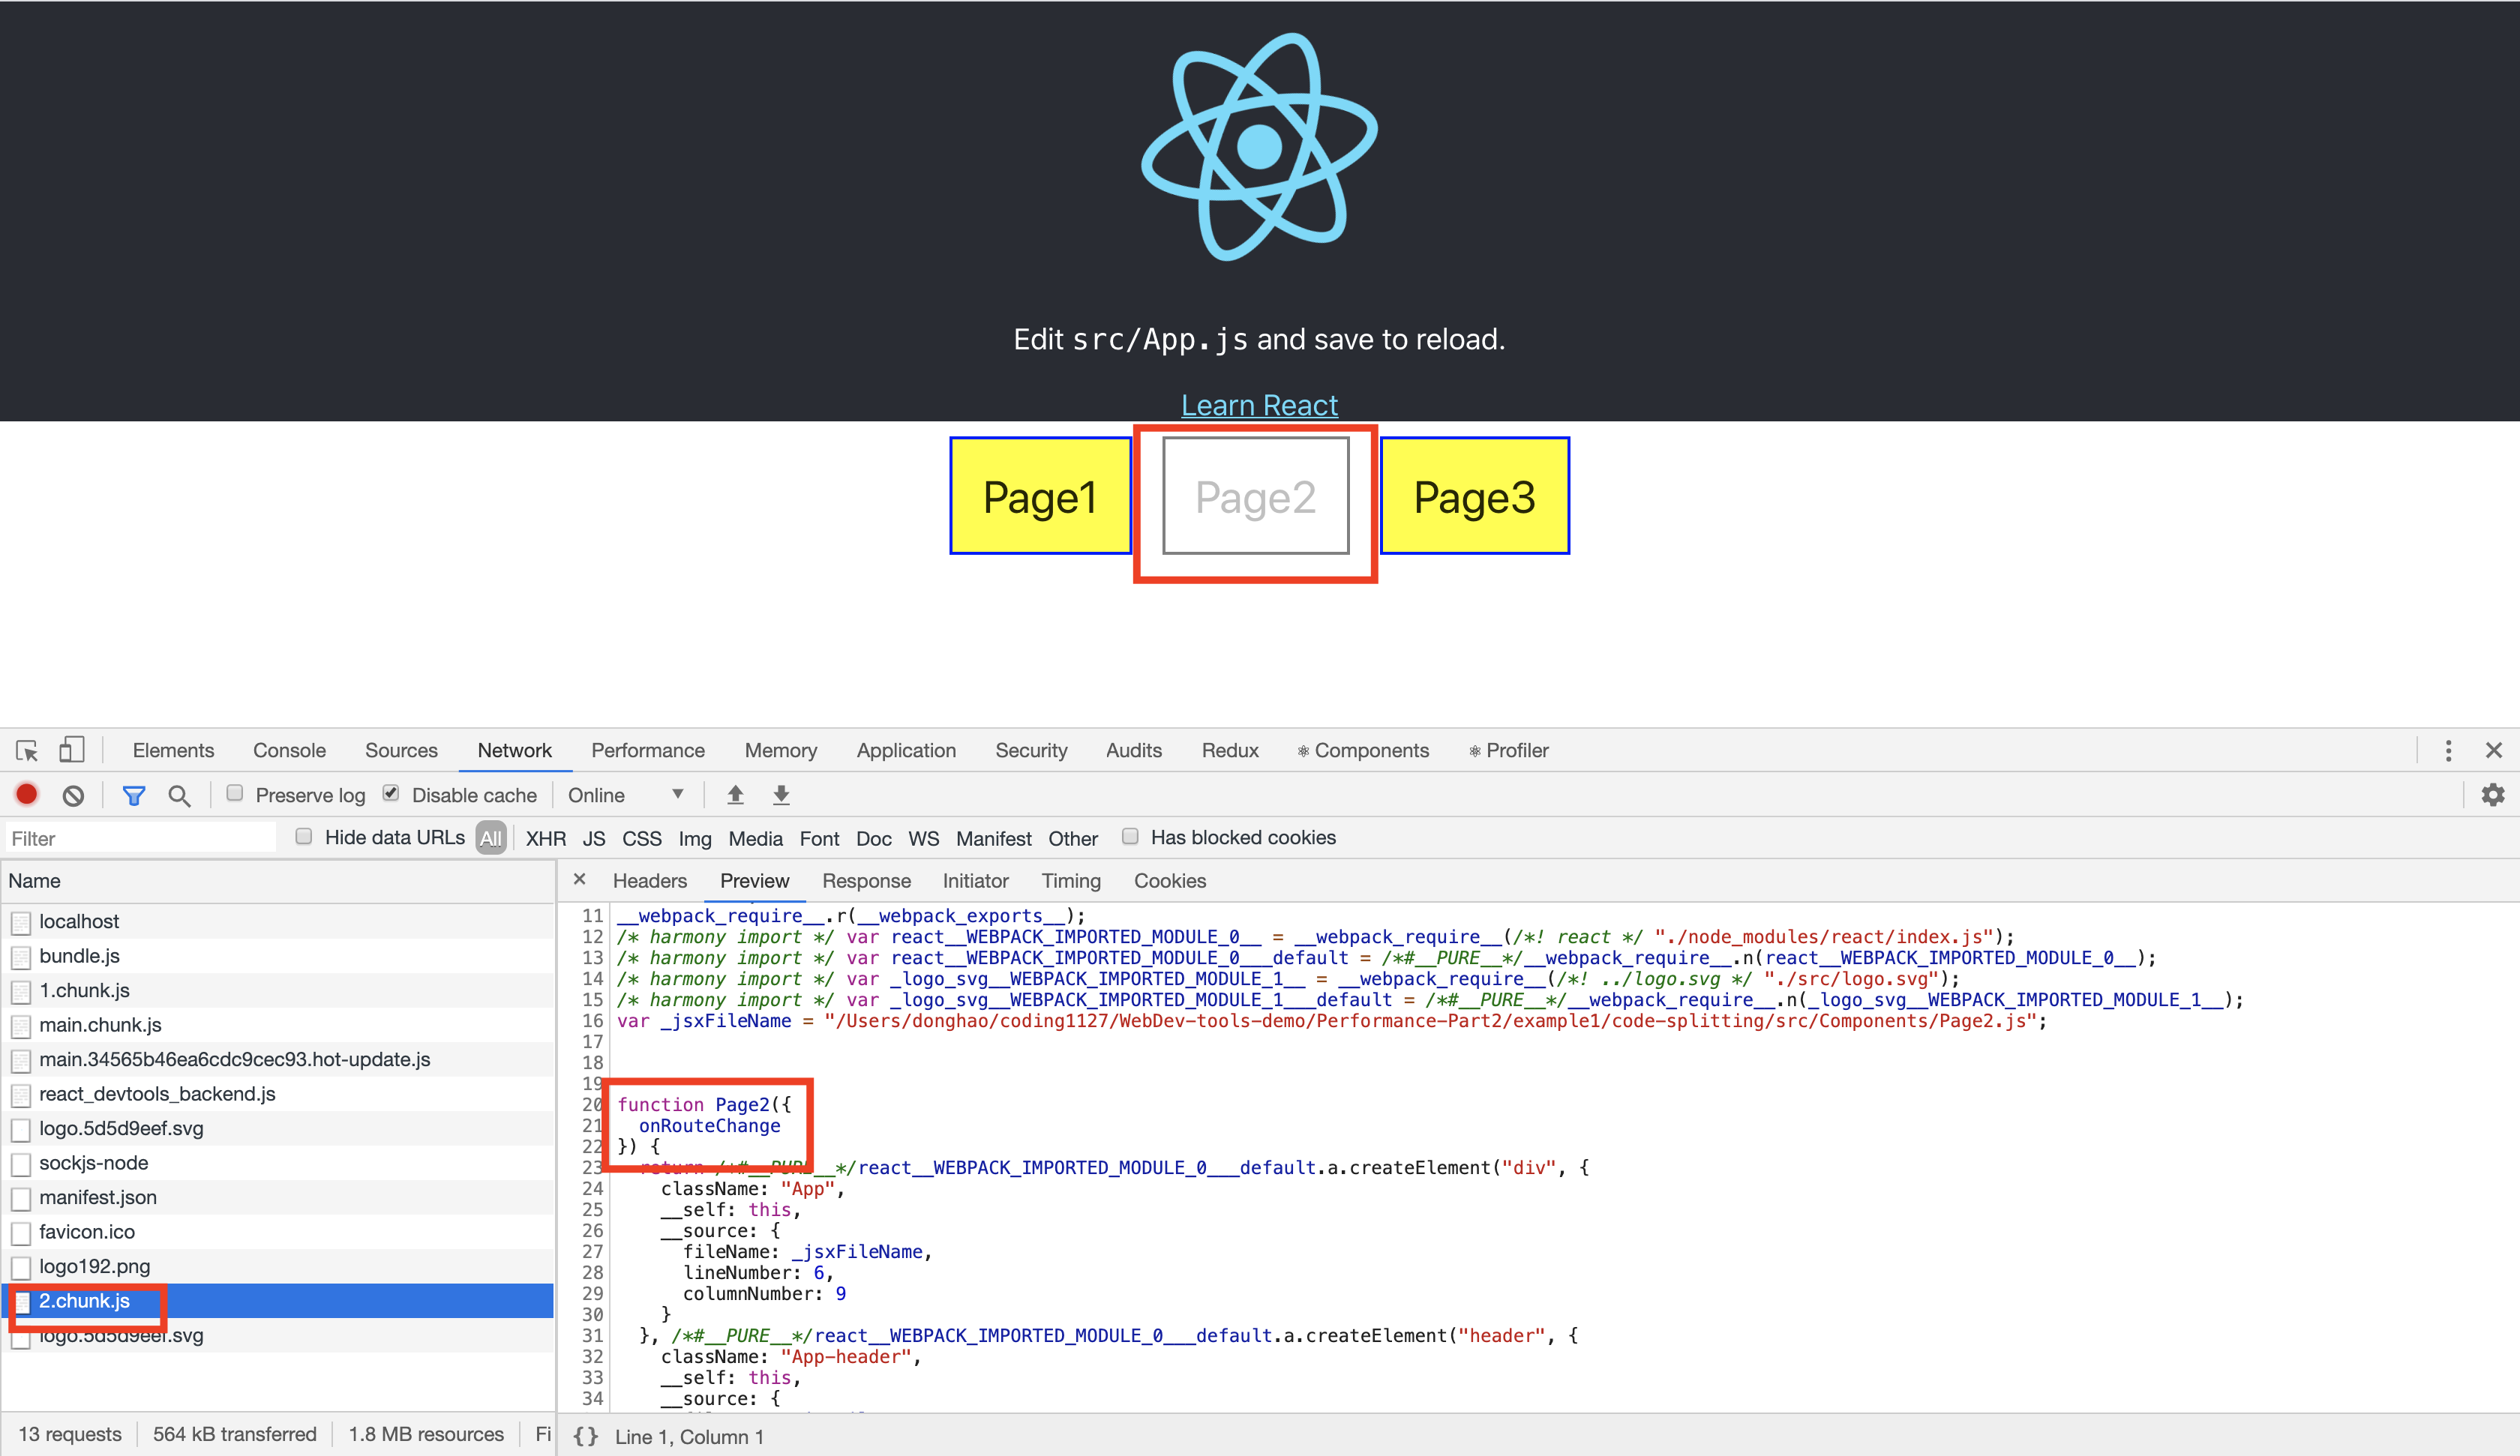 Edit src/App.js and save to reload.
Learn React
Page1
Page2
Page3
Elements Console Sources Network Performance Memory Application Security Audits Redux ⚛ Components ⚛ Profiler
Preserve log Disable cache Online
Filter Hide data URLs All XHR JS CSS Img Media Font Doc WS Manifest Other Has blocked cookies
Name
localhost
bundle.js
1.chunk.js
main.chunk.js
main.34565b46ea6cdc9cec93.hot-update.js
react_devtools_backend.js
logo.5d5d9eef.svg
sockjs-node
manifest.json
favicon.ico
logo192.png
2.chunk.js
logo.5d5d9eef.svg
13 requests 564 kB transferred 1.8 MB resources Fi
× Headers Preview Response Initiator Timing Cookies
11 __webpack_require__.r(__webpack_exports__);
12 /* harmony import */ var react__WEBPACK_IMPORTED_MODULE_0__ = __webpack_require__(/*! react */ "./node_modules/react/index.js");
13 /* harmony import */ var react__WEBPACK_IMPORTED_MODULE_0___default = /*#__PURE__*/__webpack_require__.n(react__WEBPACK_IMPORTED_MODULE_0__);
14 /* harmony import */ var _logo_svg__WEBPACK_IMPORTED_MODULE_1__ = __webpack_require__(/*! ../logo.svg */ "./src/logo.svg");
15 /* harmony import */ var _logo_svg__WEBPACK_IMPORTED_MODULE_1___default = /*#__PURE__*/__webpack_require__.n(_logo_svg__WEBPACK_IMPORTED_MODULE_1__);
16 var _jsxFileName = "/Users/donghao/coding1127/WebDev-tools-demo/Performance-Part2/example1/code-splitting/src/Components/Page2.js";
17
18
19
20 function Page2({
21 onRouteChange
22 }) {
23 return /*#__PURE__*/react__WEBPACK_IMPORTED_MODULE_0___default.a.createElement("div", {
24 className: "App",
25 __self: this,
26 __source: {
27 fileName: _jsxFileName,
28 lineNumber: 6,
29 columnNumber: 9
30 }
31 }, /*#__PURE__*/react__WEBPACK_IMPORTED_MODULE_0___default.a.createElement("header", {
32 className: "App-header",
33 __self: this,
34 __source: {
{} Line 1, Column 1